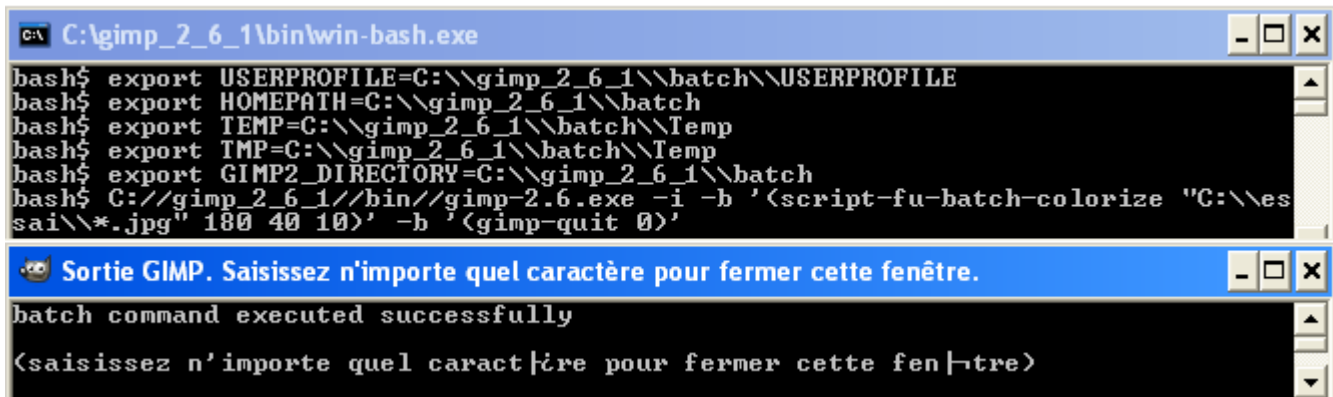 C:\gimp_2_6_1\bin\win-bash.exe
bash$ export USERPROFILE=C:\\gimp_2_6_1\\batch\\USERPROFILE
bash$ export HOMEPATH=C:\\gimp_2_6_1\\batch
bash$ export TEMP=C:\\gimp_2_6_1\\batch\\Temp
bash$ export TMP=C:\\gimp_2_6_1\\batch\\Temp
bash$ export GIMP2_DIRECTORY=C:\\gimp_2_6_1\\batch
bash$ C://gimp_2_6_1//bin//gimp-2.6.exe -i -b '(script-fu-batch-colorize "C:\\es
sai\\*.jpg" 180 40 10)' -b '(gimp-quit 0)'
Sortie GIMP. Saisissez n'importe quel caractère pour fermer cette fenêtre.
batch command executed successfully
(saisissez n'importe quel caract├¿re pour fermer cette fen├¬tre)